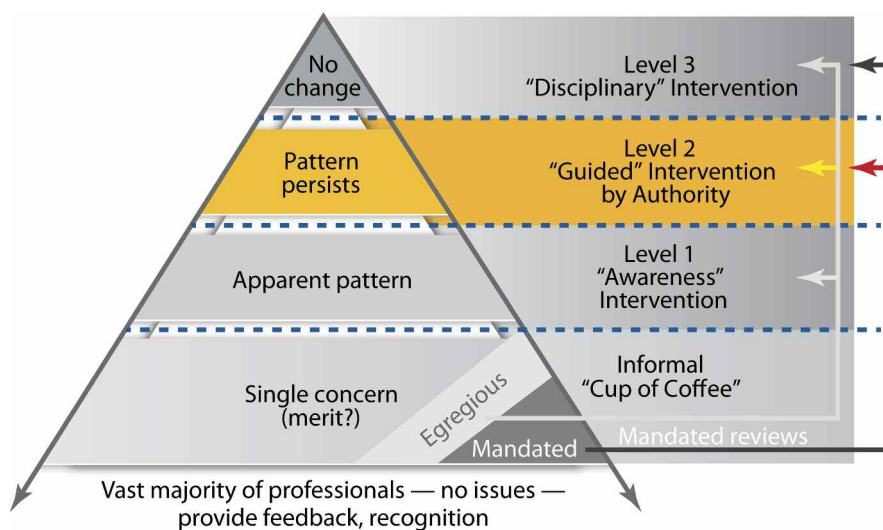 No
change
Level 3
“Disciplinary” Intervention
Pattern
persists
Level 2
“Guided” Intervention
by Authority
Apparent pattern
Level 1
“Awareness”
Intervention
Single concern
(merit?)
Egregious
Informal
“Cup of Coffee”
Mandated
Mandated reviews
Vast majority of professionals — no issues —
provide feedback, recognition